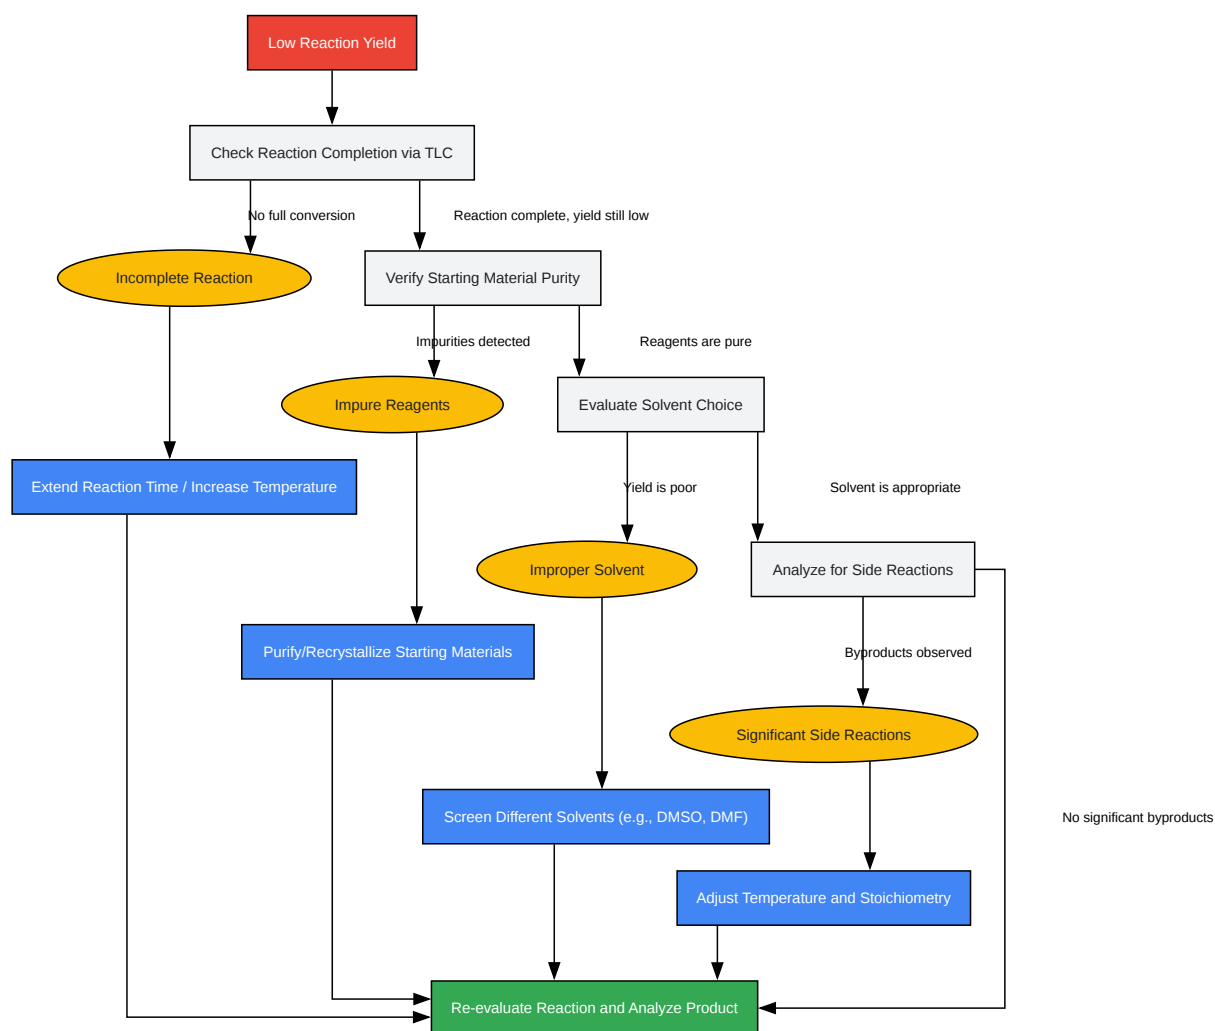 Low Reaction Yield
Check Reaction Completion via TLC
No full conversion
Reaction complete, yield still low
Incomplete Reaction
Verify Starting Material Purity
Impurities detected
Reagents are pure
Impure Reagents
Evaluate Solvent Choice
Extend Reaction Time / Increase Temperature
Yield is poor
Solvent is appropriate
Improper Solvent
Analyze for Side Reactions
Purify/Recrystallize Starting Materials
Byproducts observed
Significant Side Reactions
Screen Different Solvents (e.g., DMSO, DMF)
No significant byproducts
Adjust Temperature and Stoichiometry
Re-evaluate Reaction and Analyze Product